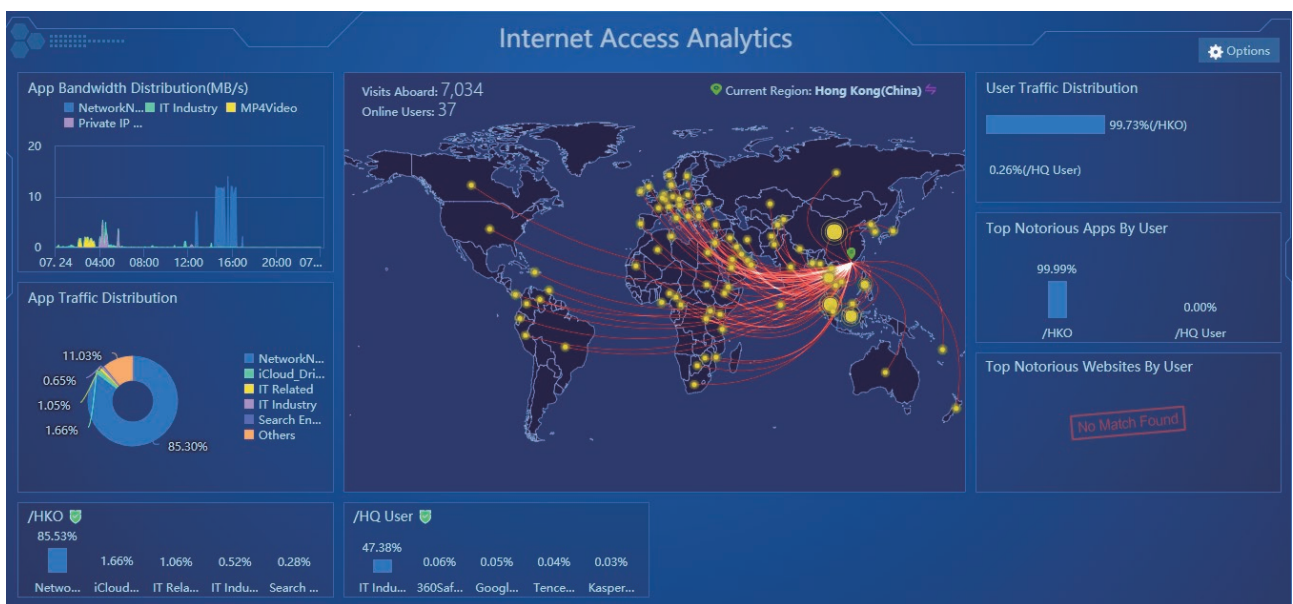 Internet Access Analytics
Options
App Bandwidth Distribution(MB/s)
NetworkN... IT Industry MP4Video
Private IP ...
20
10
0
07. 24 04:00 08:00 12:00 16:00 20:00 07...
App Traffic Distribution
11.03%
0.65%
1.05%
1.66%
85.30%
NetworkN...
iCloud_Dri...
IT Related
IT Industry
Search En...
Others
Visits Aboard: 7,034
Online Users: 37
Current Region: Hong Kong(China)
User Traffic Distribution
99.73%(/HKO)
0.26%(/HQ User)
Top Notorious Apps By User
99.99%
0.00%
/HKO /HQ User
Top Notorious Websites By User
No Match Found
/HKO
85.53%
1.66% 1.06% 0.52% 0.28%
Netwo... iCloud... IT Rela... IT Indu... Search ...
/HQ User
47.38%
0.06% 0.05% 0.04% 0.03%
IT Indu... 360Saf... Googl... Tence... Kasper...